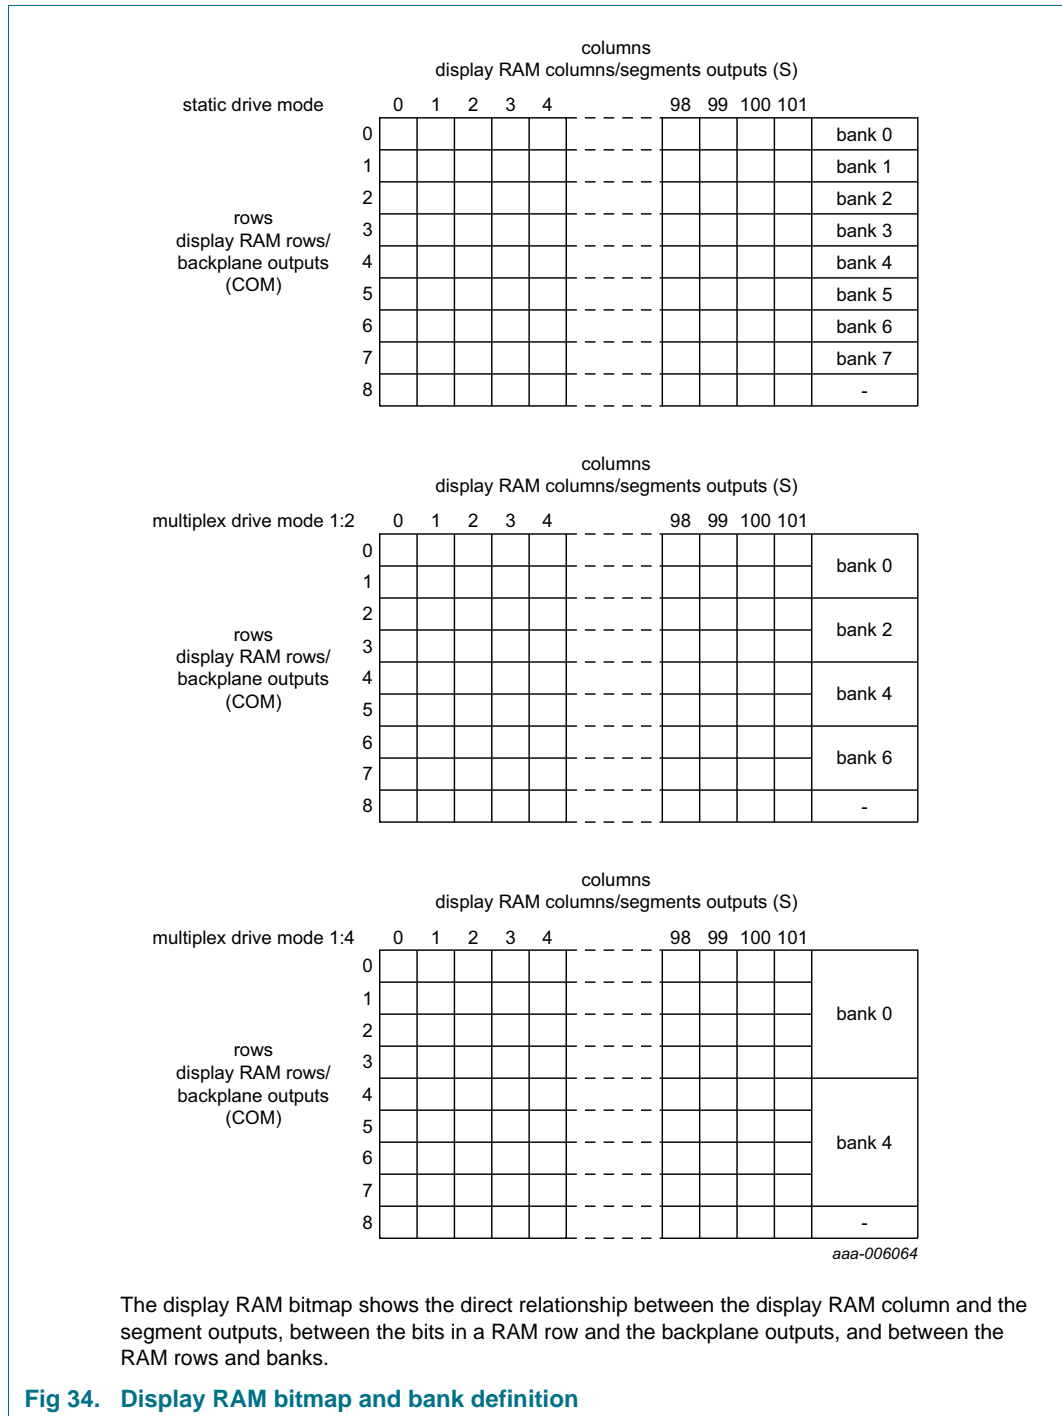 columns
display RAM columns/segments outputs (S)
static drive mode 0 1 2 3 4 98 99 100 101
0 bank 0
1 bank 1
2 bank 2
rows
display RAM rows/
backplane outputs
(COM)
3 bank 3
4 bank 4
5 bank 5
6 bank 6
7 bank 7
8 -
columns
display RAM columns/segments outputs (S)
multiplex drive mode 1:2 0 1 2 3 4 98 99 100 101
0
bank 0
1
2
bank 2
3
rows
display RAM rows/
backplane outputs
(COM)
4
bank 4
5
6
bank 6
7
8 -
columns
display RAM columns/segments outputs (S)
multiplex drive mode 1:4 0 1 2 3 4 98 99 100 101
0
1
bank 0
2
3
rows
display RAM rows/
backplane outputs
(COM)
4
5
bank 4
6
7
8 -
aaa-006064
The display RAM bitmap shows the direct relationship between the display RAM column and the
segment outputs, between the bits in a RAM row and the backplane outputs, and between the
RAM rows and banks.
Fig 34. Display RAM bitmap and bank definition